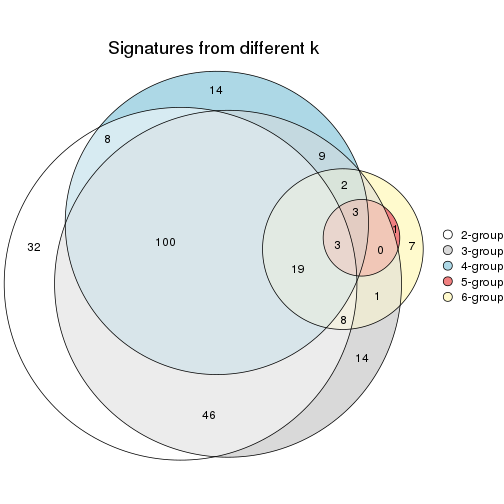 Signatures from different k
14
8
9
2
3
1
32
100
3
0
7
19
1
8
14
46
2-group
3-group
4-group
5-group
6-group